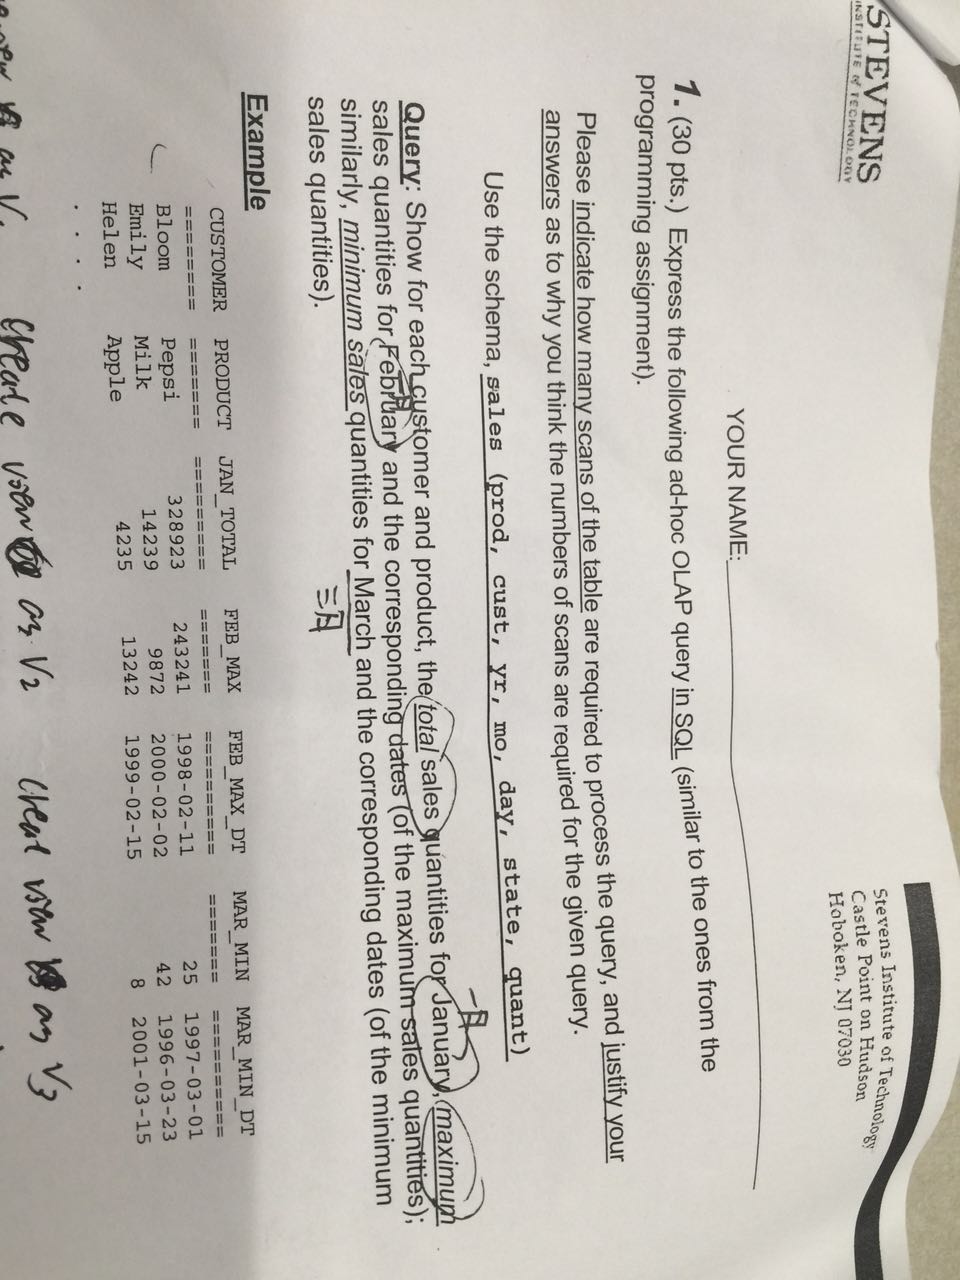 STEVENS
INSTITUTE of TECHNOLOGY
Stevens Institute of Technology
Castle Point on Hudson
Hoboken, NJ 07030
YOUR NAME:
1. (30 pts.) Express the following ad-hoc OLAP query in SQL (similar to the ones from the
programming assignment).
Please indicate how many scans of the table are required to process the query, and justify your
answers as to why you think the numbers of scans are required for the given query.
Use the schema, sales (prod, cust, yr, mo, day, state, quant)
一月
Query: Show for each customer and product, the total sales quantities for January, maximum
二月
sales quantities for February and the corresponding dates (of the maximum sales quantities);
similarly, minimum sales quantities for March and the corresponding dates (of the minimum
三月
sales quantities).
Example
CUSTOMER PRODUCT JAN_TOTAL FEB_MAX FEB_MAX_DT MAR_MIN MAR_MIN_DT
======== ======= ========= ======= ========== ======= ==========
Bloom Pepsi 328923 243241 1998-02-11 25 1997-03-01
Emily Milk 14239 9872 2000-02-02 42 1996-03-23
Helen Apple 4235 13242 1999-02-15 8 2001-03-15
. . . .
create view as V2 creat view as V3
as V